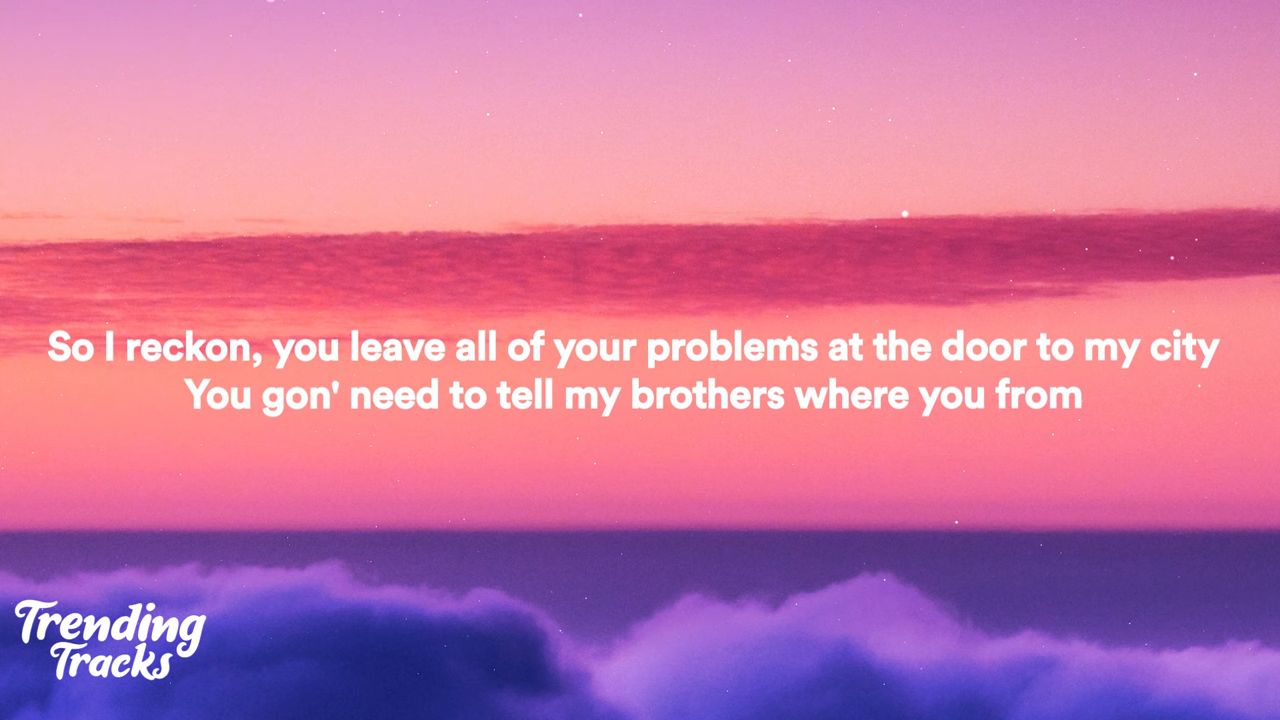 So I reckon, you leave all of your problems at the door to my city
You gon' need to tell my brothers where you from
Trending
Tracks